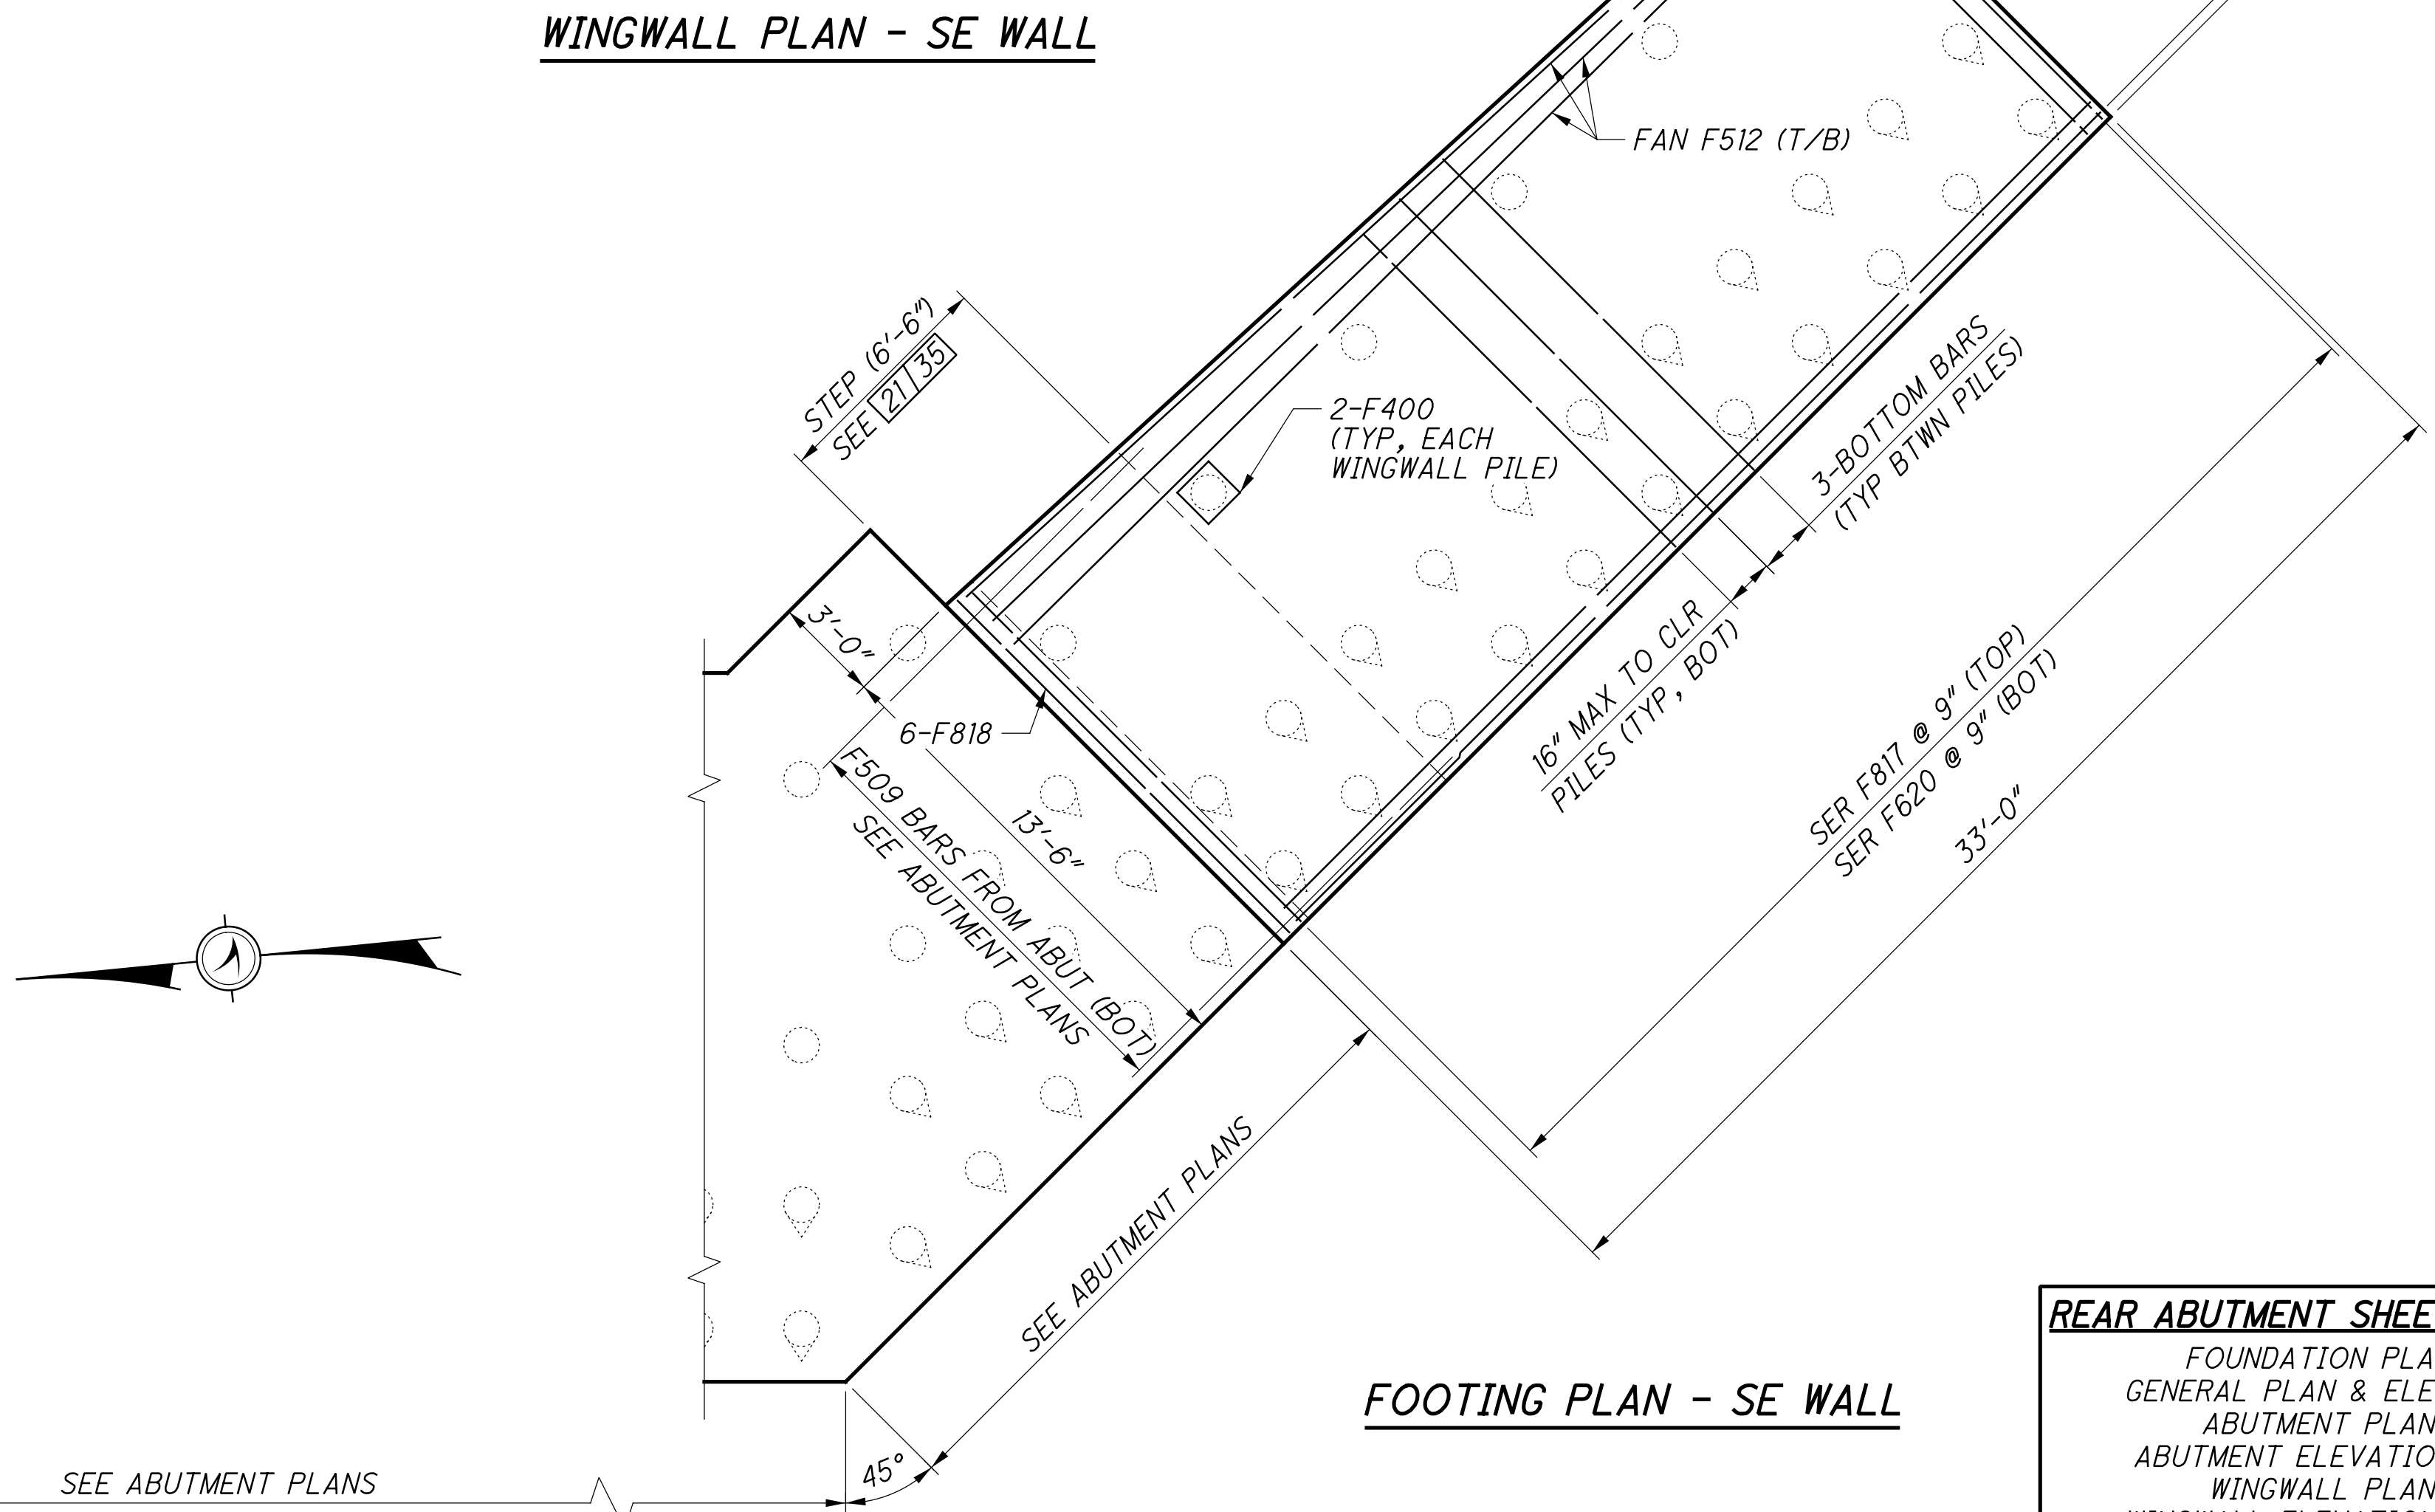 WINGWALL PLAN - SE WALL
FAN F512 (T/B)
STEP (6'-6")
SEE 21/35
2-F400
(TYP, EACH
WINGWALL PILE)
3-BOTTOM BARS
(TYP BTWN PILES)
3'-0"
6-F818
16" MAX TO CLR
PILES (TYP, BOT)
F509 BARS FROM ABUT (BOT)
SEE ABUTMENT PLANS
13'-6"
SER F817 @ 9" (TOP)
SER F620 @ 9" (BOT)
33'-0"
SEE ABUTMENT PLANS
FOOTING PLAN - SE WALL
45°
SEE ABUTMENT PLANS
REAR ABUTMENT SHEE
FOUNDATION PLA
GENERAL PLAN & ELE
ABUTMENT PLAN
ABUTMENT ELEVATIO
WINGWALL PLAN